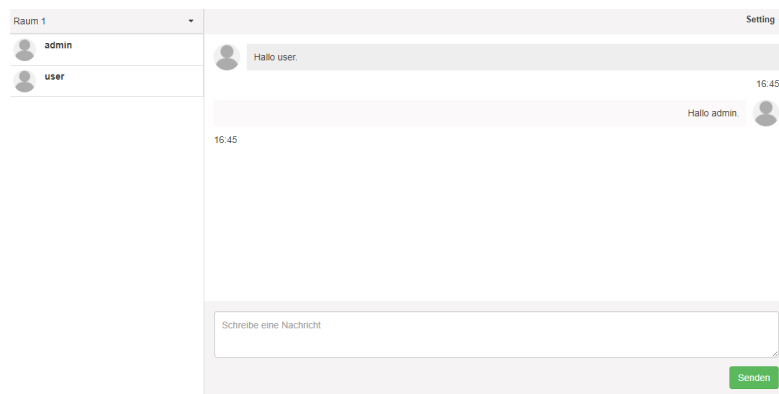 Raum 1
Setting
admin
user
Hallo user.
16:45
Hallo admin.
16:45
Schreibe eine Nachricht
Senden